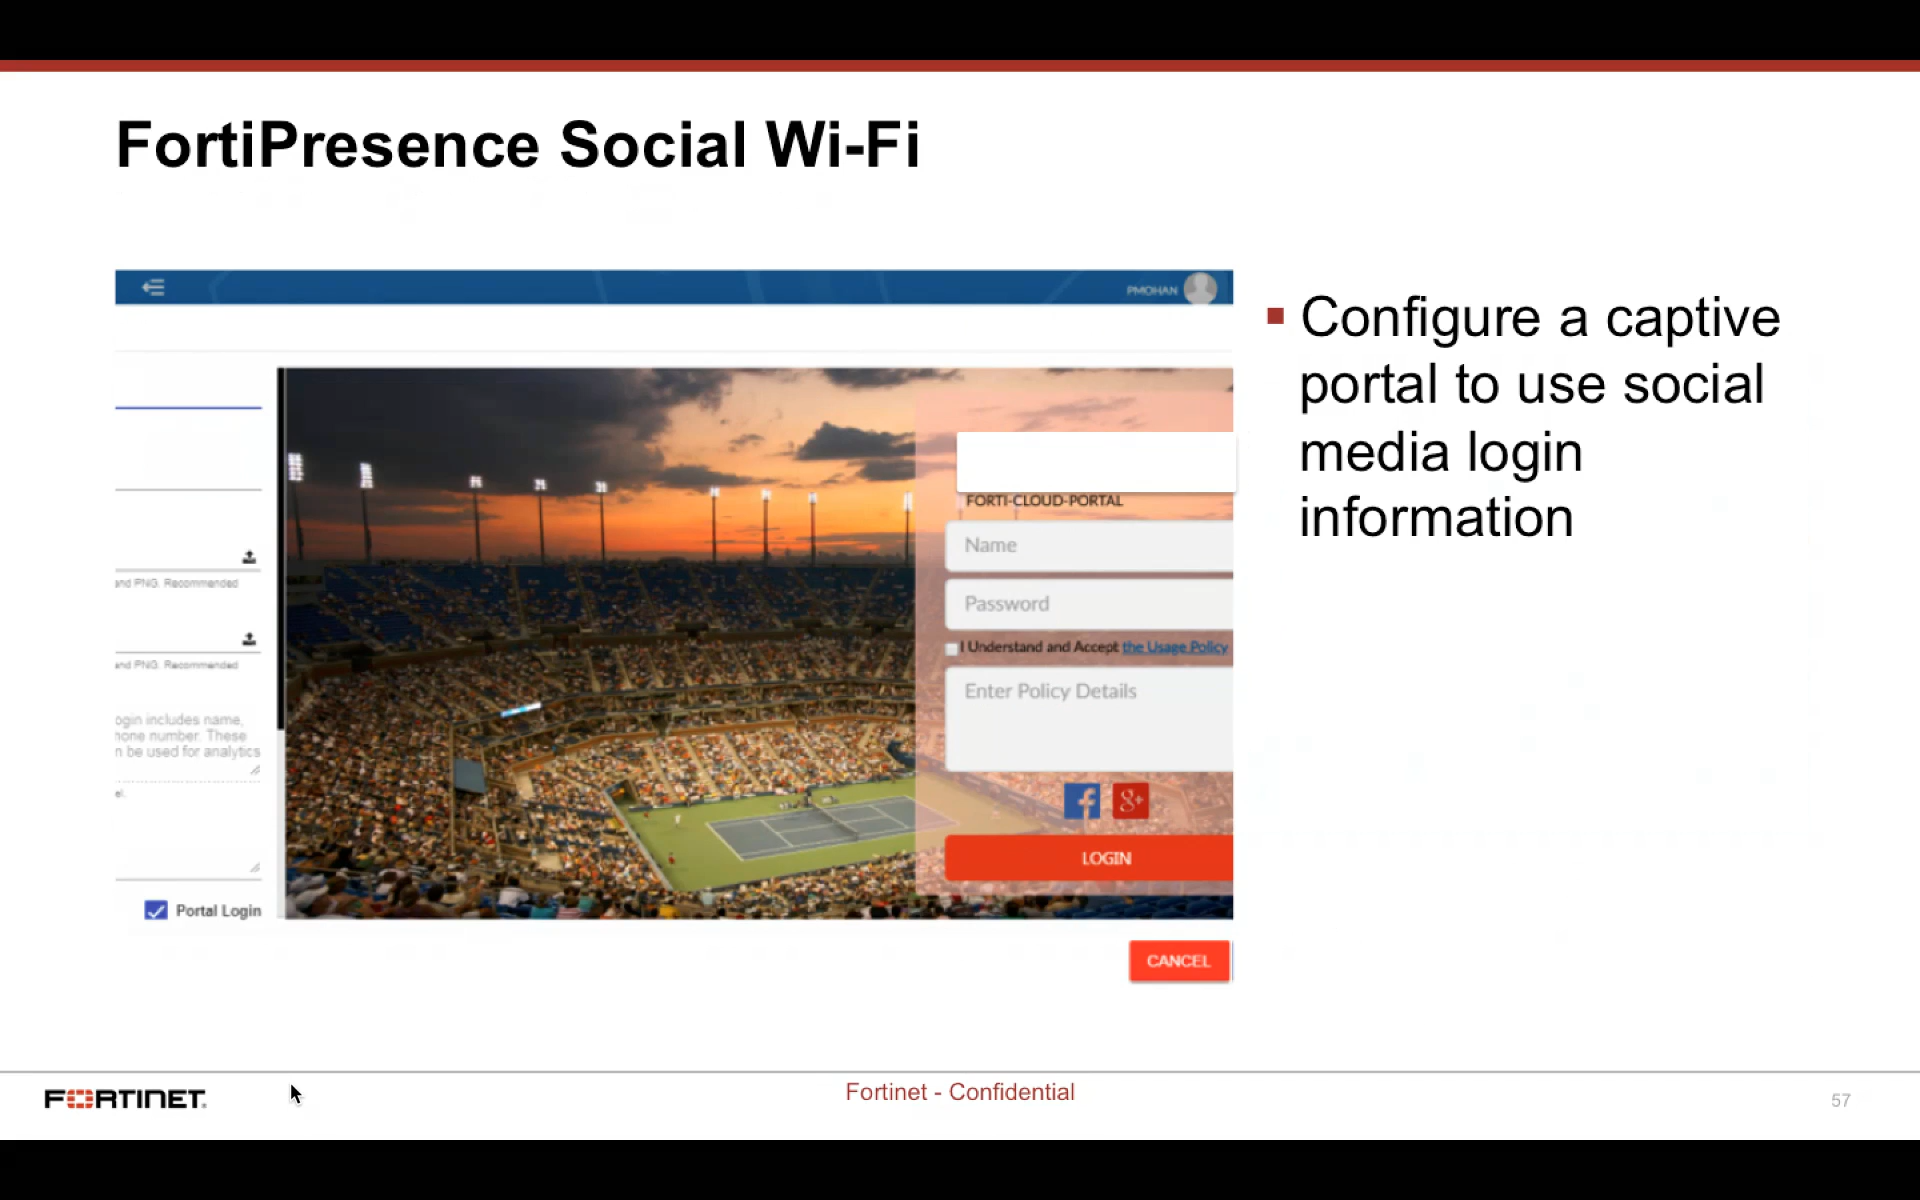 FortiPresence Social Wi-Fi
PMOHAN
and PNG. Recommended
and PNG. Recommended
ogin includes name,
hone number. These
n be used for analytics
el.
Portal Login
FORTI-CLOUD-PORTAL
Name
Password
I Understand and Accept the Usage Policy
Enter Policy Details
f g+
LOGIN
CANCEL
Configure a captive
portal to use social
media login
information
FORTINET.
Fortinet - Confidential
57